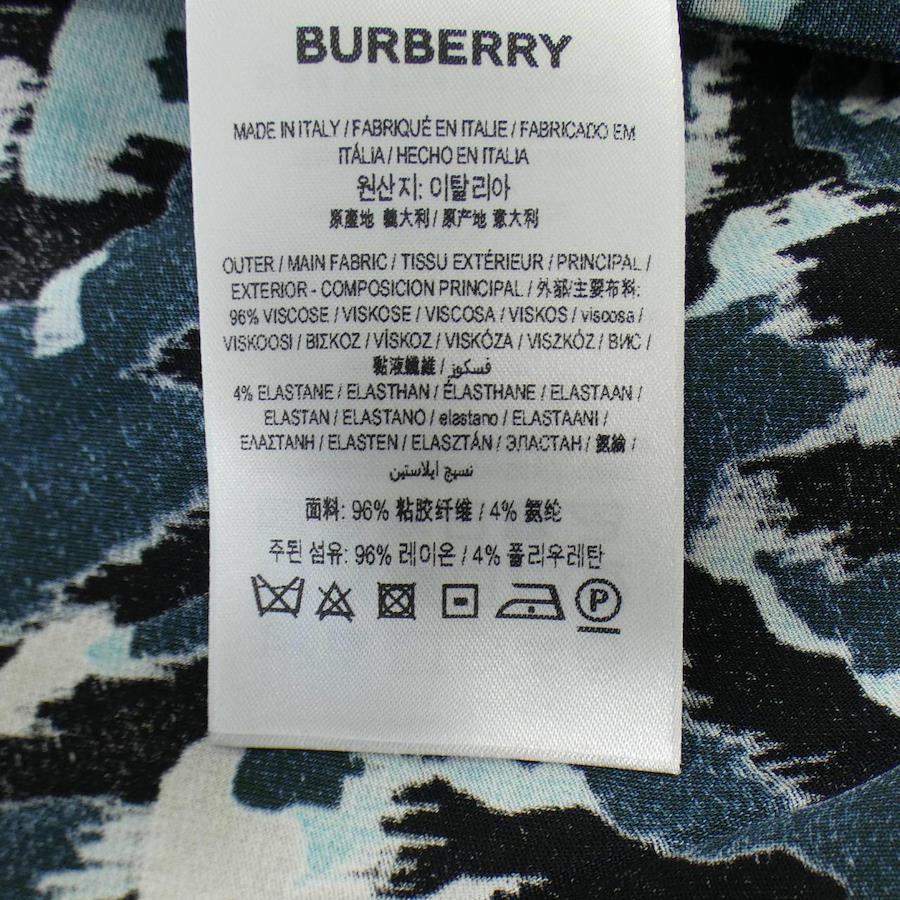 BURBERRY
MADE IN ITALY / FABRIQUÉ EN ITALIE / FABRICADO EM
ITÁLIA / HECHO EN ITALIA
원산지: 이탈리아
原產地 義大利 / 原产地 意大利
OUTER / MAIN FABRIC / TISSU EXTÉRIEUR / PRINCIPAL /
EXTERIOR - COMPOSICION PRINCIPAL / 外部/主要布料:
96% VISCOSE / VISKOSE / VISCOSA / VISKOS / viscosa /
VISKOOSI / ΒΙΣΚΟΖ / VİSKOZ / VISKÓZA / VISZKÓZ / ВИС /
黏液纖維 / فسكوز
4% ELASTANE / ELASTHAN / ÉLASTHANE / ELASTAAN /
ELASTAN / ELASTANO / elastano / ELASTAANI /
ΕΛΑΣΤΑΝΗ / ELASTEN / ELASZTÁN / ЭЛАСТАН / 氨綸 /
نسيج ايلاستين
面料: 96% 粘胶纤维 / 4% 氨纶
주된 섬유: 96% 레이온 / 4% 폴리우레탄
P